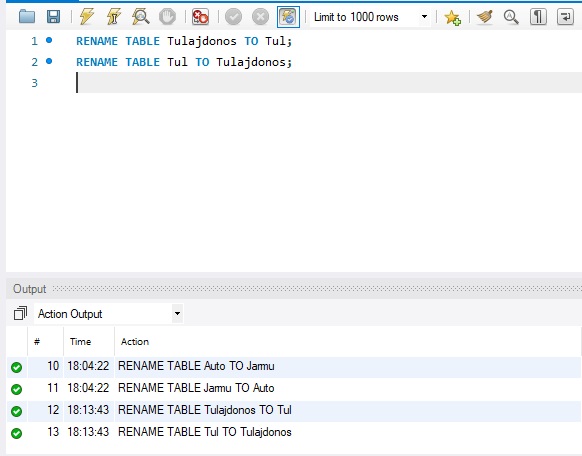 Limit to 1000 rows
1 RENAME TABLE Tulajdonos TO Tul;
2 RENAME TABLE Tul TO Tulajdonos;
3
Output
Action Output
# Time Action
10 18:04:22 RENAME TABLE Auto TO Jarmu
11 18:04:22 RENAME TABLE Jarmu TO Auto
12 18:13:43 RENAME TABLE Tulajdonos TO Tul
13 18:13:43 RENAME TABLE Tul TO Tulajdonos